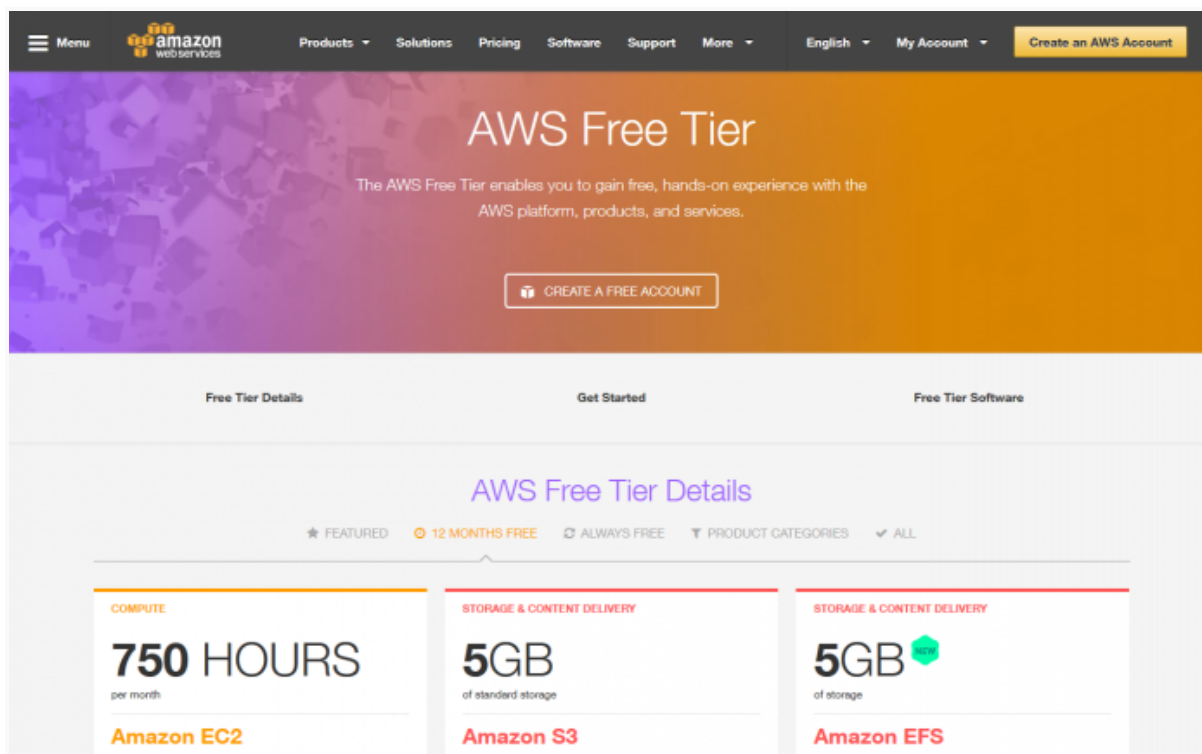 Menu
amazon
webservices
Products
Solutions
Pricing
Software
Support
More
English
My Account
Create an AWS Account
AWS Free Tier
The AWS Free Tier enables you to gain free, hands-on experience with the
AWS platform, products, and services.
CREATE A FREE ACCOUNT
Free Tier Details
Get Started
Free Tier Software
AWS Free Tier Details
FEATURED
12 MONTHS FREE
ALWAYS FREE
PRODUCT CATEGORIES
ALL
COMPUTE
750 HOURS
per month
Amazon EC2
STORAGE & CONTENT DELIVERY
5GB
of standard storage
Amazon S3
STORAGE & CONTENT DELIVERY
5GB
NEW
of storage
Amazon EFS